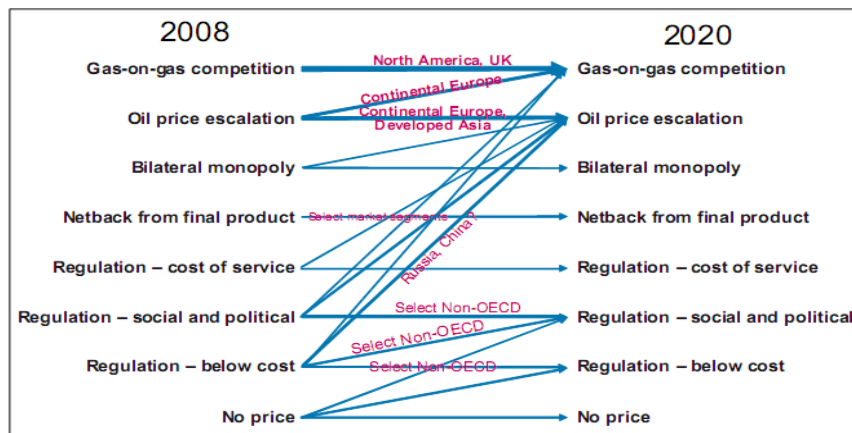 2008
2020
Gas-on-gas competition
North America, UK
Gas-on-gas competition
Continental Europe
Oil price escalation
Continental Europe,
Developed Asia
Oil price escalation
Bilateral monopoly
Bilateral monopoly
Netback from final product
Select market segments
Netback from final product
Russia, China?
Regulation – cost of service
Regulation – cost of service
Regulation – social and political
Select Non-OECD
Regulation – social and political
Select Non-OECD
Regulation – below cost
Select Non-OECD
Regulation – below cost
No price
No price